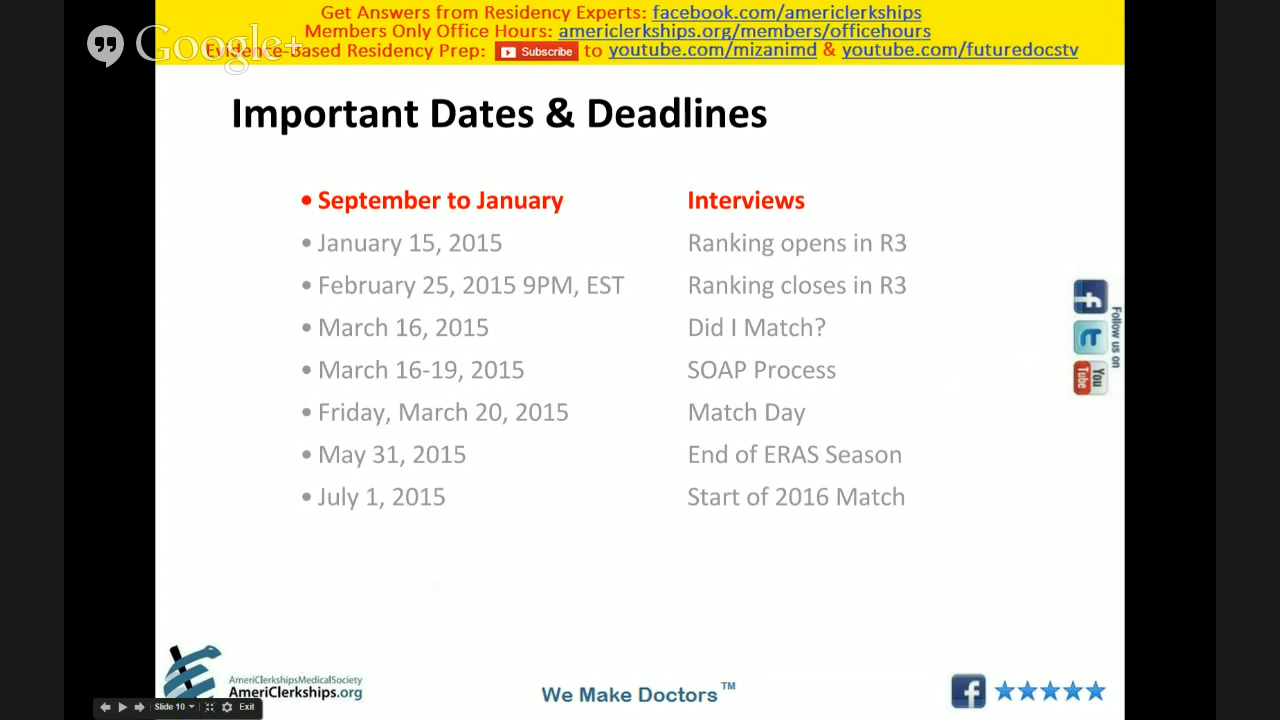 Get Answers from Residency Experts: facebook.com/americlerkships
Members Only Office Hours: americlerkships.org/members/officehours
Google+
Evidence-Based Residency Prep: Subscribe to youtube.com/mizanimd & youtube.com/futuredocstv
Important Dates & Deadlines
• September to January Interviews
• January 15, 2015 Ranking opens in R3
• February 25, 2015 9PM, EST Ranking closes in R3
• March 16, 2015 Did I Match?
• March 16-19, 2015 SOAP Process
• Friday, March 20, 2015 Match Day
• May 31, 2015 End of ERAS Season
• July 1, 2015 Start of 2016 Match
Follow us on
You Tube
AmeriClerkshipsMedicalSociety
AmeriClerkships.org
We Make Doctors™
Slide 10 Exit